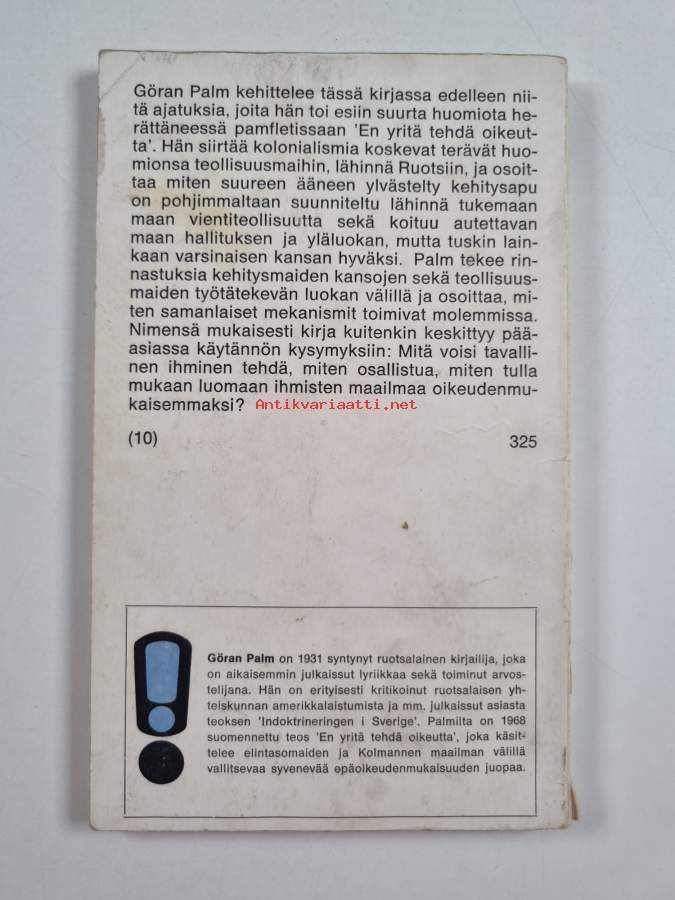 Göran Palm kehittelee tässä kirjassa edelleen nii-
tä ajatuksia, joita hän toi esiin suurta huomiota he-
rättäneessä pamfletissaan 'En yritä tehdä oikeut-
ta'. Hän siirtää kolonialismia koskevat terävät huo-
mionsa teollisuusmaihin, lähinnä Ruotsiin, ja osoit-
taa miten suureen ääneen ylvästelty kehitysapu
on pohjimmaltaan suunniteltu lähinnä tukemaan
maan vientiteollisuutta sekä koituu autettavan
maan hallituksen ja yläluokan, mutta tuskin lain-
kaan varsinaisen kansan hyväksi. Palm tekee rin-
nastuksia kehitysmaiden kansojen sekä teollisuus-
maiden työtätekevän luokan välillä ja osoittaa, mi-
ten samanlaiset mekanismit toimivat molemmissa.
Nimensä mukaisesti kirja kuitenkin keskittyy pää-
asiassa käytännön kysymyksiin: Mitä voisi tavalli-
nen ihminen tehdä, miten osallistua, miten tulla
mukaan luomaan ihmisten maailmaa oikeudenmu-
kaisemmaksi? Antikvariaatti.net
(10) 325
Göran Palm on 1931 syntynyt ruotsalainen kirjailija, joka
on aikaisemmin julkaissut lyriikkaa sekä toiminut arvos-
telijana. Hän on erityisesti kritikoinut ruotsalaisen yh-
teiskunnan amerikkalaistumista ja mm. julkaissut asiasta
teoksen 'Indoktrineringen i Sverige'. Palmilta on 1968
suomennettu teos 'En yritä tehdä oikeutta', joka käsit-
telee elintasomaiden ja Kolmannen maailman välillä
vallitsevaa syvenevää epäoikeudenmukaisuuden juopaa.